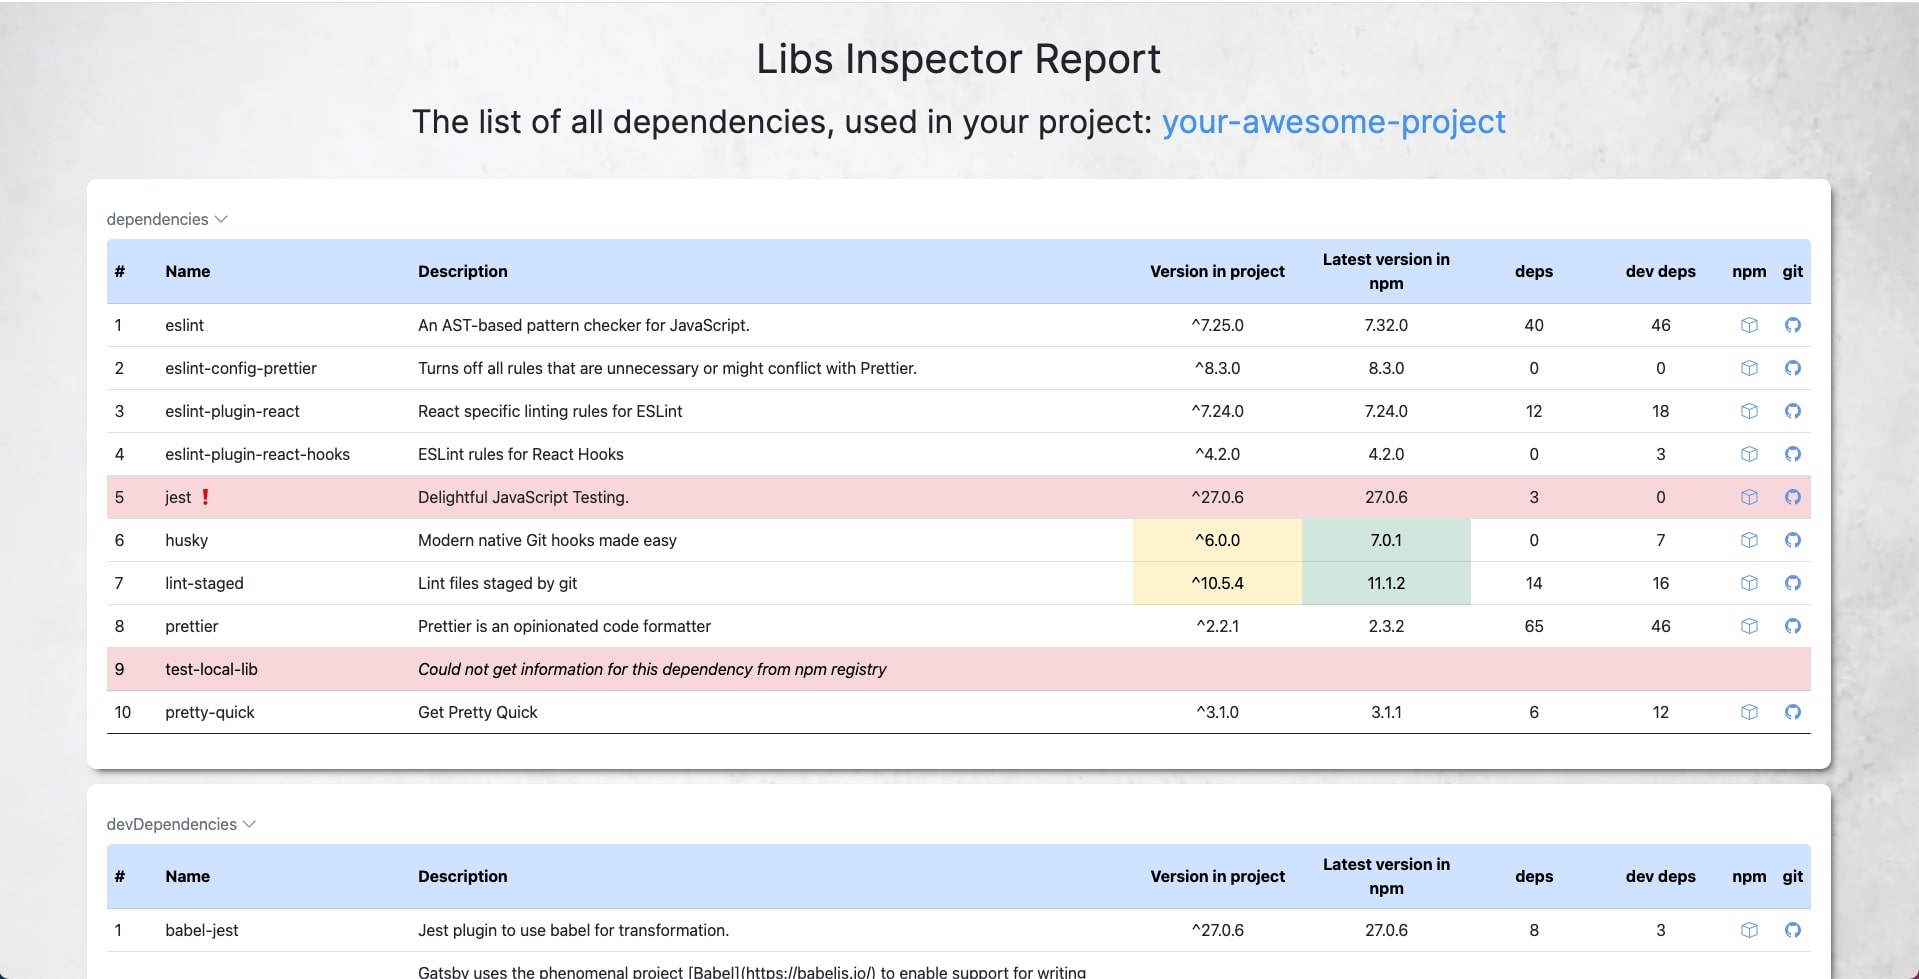 Libs Inspector Report
The list of all dependencies, used in your project: your-awesome-project
dependencies
# Name Description Version in project Latest version in npm deps dev deps npm git
1 eslint An AST-based pattern checker for JavaScript. ^7.25.0 7.32.0 40 46
2 eslint-config-prettier Turns off all rules that are unnecessary or might conflict with Prettier. ^8.3.0 8.3.0 0 0
3 eslint-plugin-react React specific linting rules for ESLint ^7.24.0 7.24.0 12 18
4 eslint-plugin-react-hooks ESLint rules for React Hooks ^4.2.0 4.2.0 0 3
5 jest ❗ Delightful JavaScript Testing. ^27.0.6 27.0.6 3 0
6 husky Modern native Git hooks made easy ^6.0.0 7.0.1 0 7
7 lint-staged Lint files staged by git ^10.5.4 11.1.2 14 16
8 prettier Prettier is an opinionated code formatter ^2.2.1 2.3.2 65 46
9 test-local-lib Could not get information for this dependency from npm registry
10 pretty-quick Get Pretty Quick ^3.1.0 3.1.1 6 12
devDependencies
# Name Description Version in project Latest version in npm deps dev deps npm git
1 babel-jest Jest plugin to use babel for transformation. ^27.0.6 27.0.6 8 3
Gatsby uses the phenomenal project [Babel](https://babeljs.io/) to enable support for writing